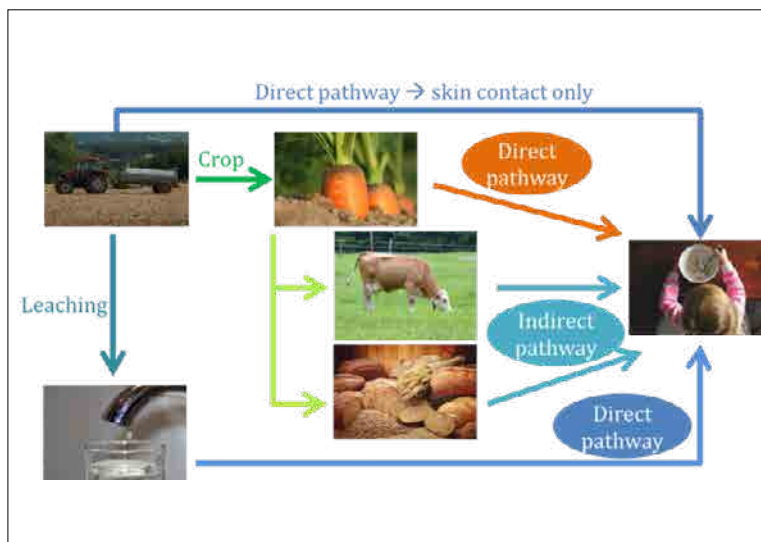 Direct pathway → skin contact only
Crop
Direct
pathway
Leaching
Indirect
pathway
Direct
pathway